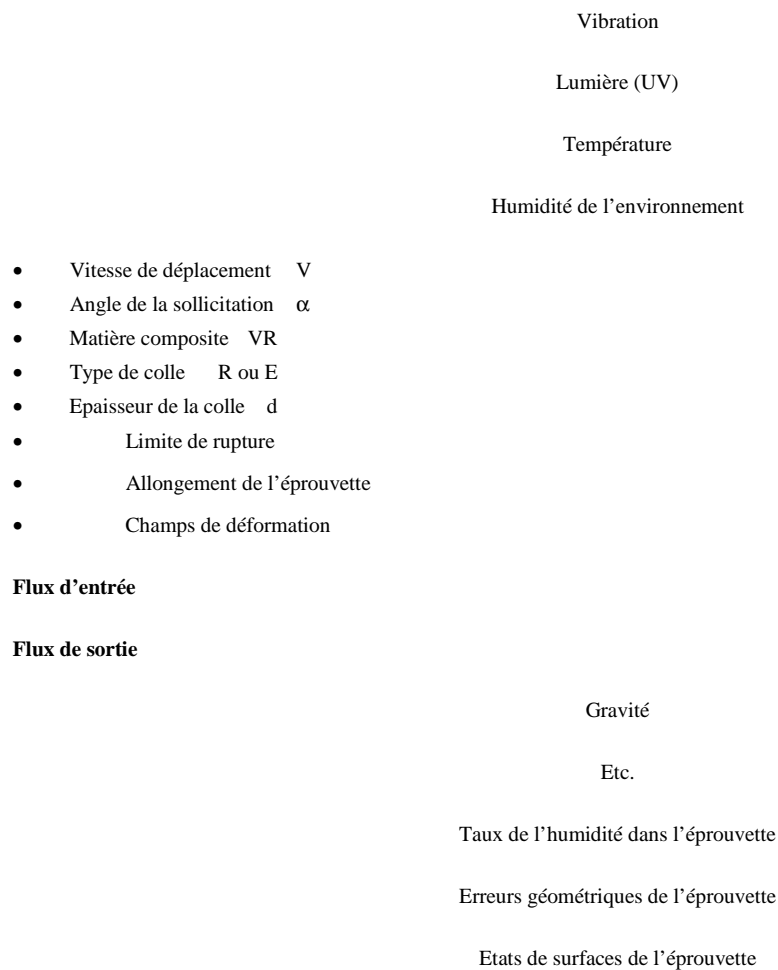 Vibration
Lumière (UV)
Température
Humidité de l’environnement
• Vitesse de déplacement V
• Angle de la sollicitation α
• Matière composite VR
• Type de colle R ou E
• Epaisseur de la colle d
• Limite de rupture
• Allongement de l’éprouvette
• Champs de déformation
Flux d’entrée
Flux de sortie
Gravité
Etc.
Taux de l’humidité dans l’éprouvette
Erreurs géométriques de l’éprouvette
Etats de surfaces de l’éprouvette